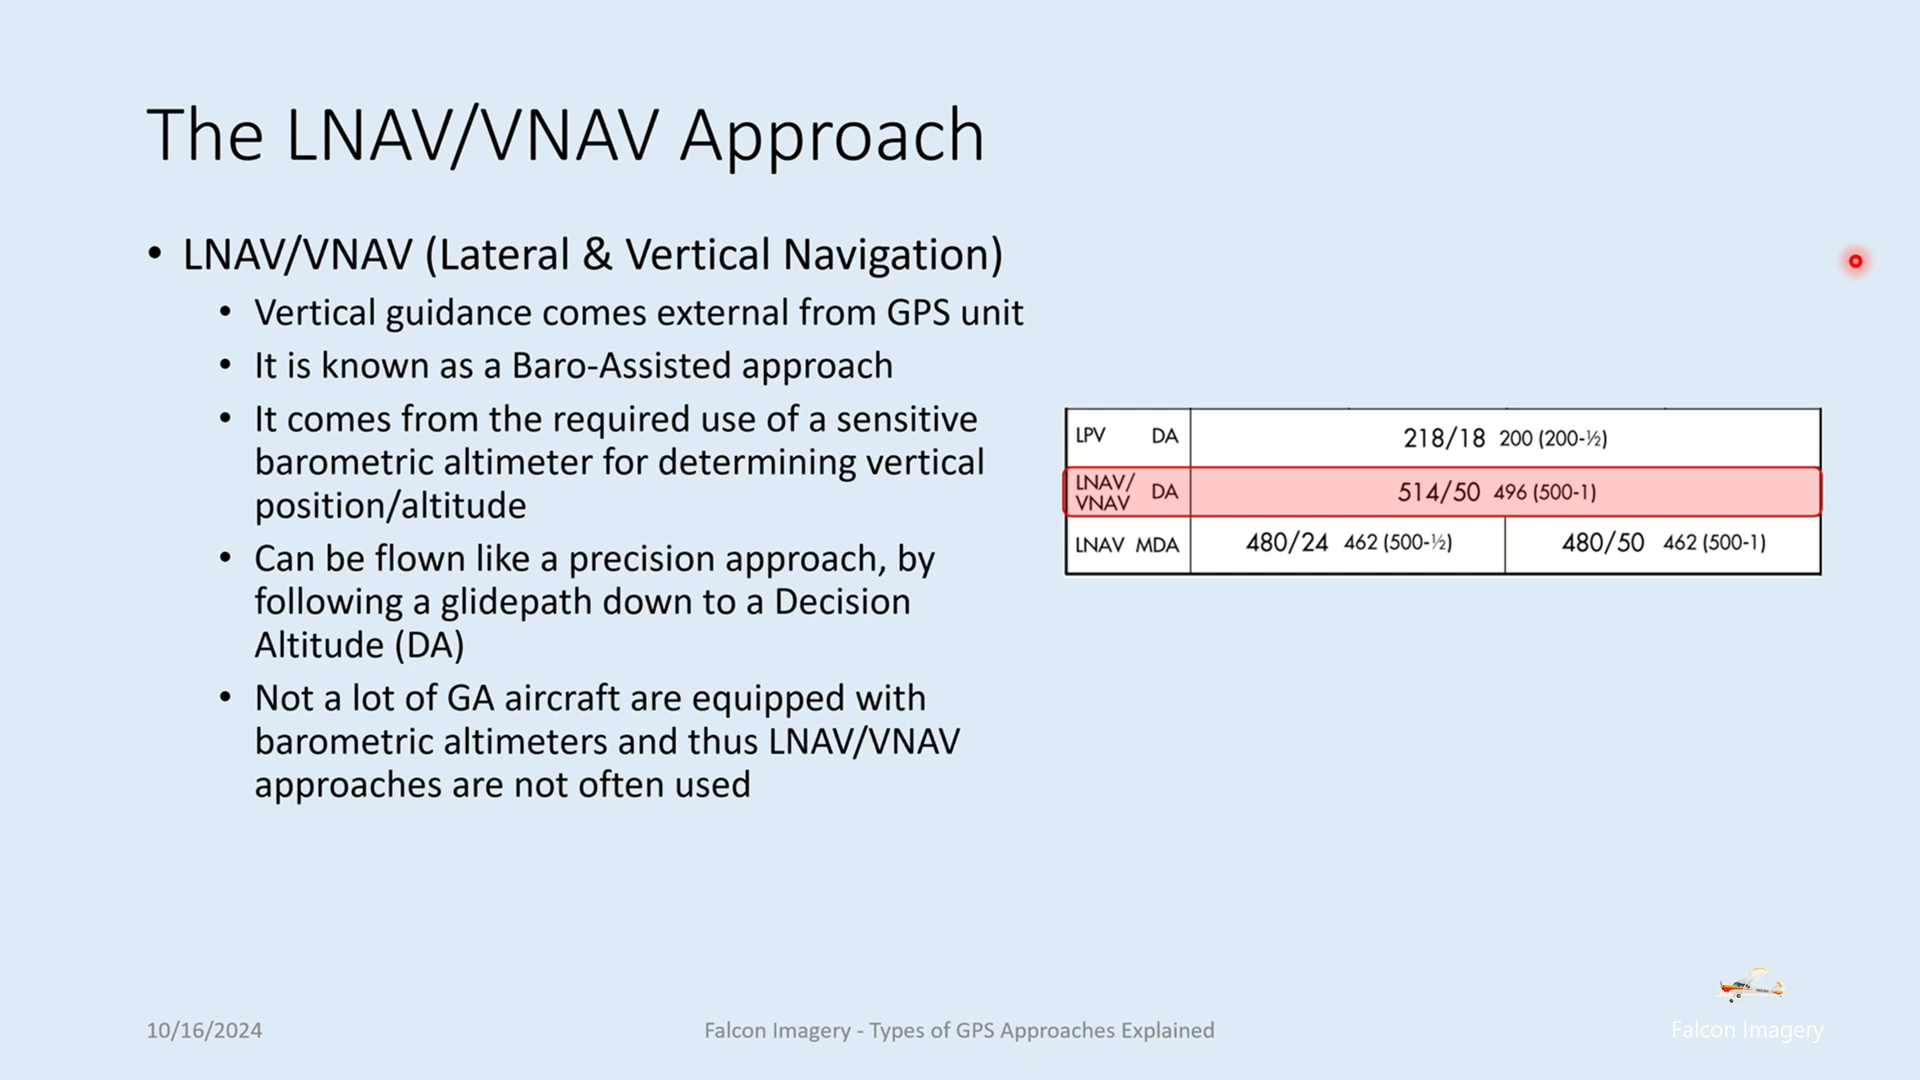 The LNAV/VNAV Approach
• LNAV/VNAV (Lateral & Vertical Navigation)
• Vertical guidance comes external from GPS unit
• It is known as a Baro-Assisted approach
• It comes from the required use of a sensitive
barometric altimeter for determining vertical
position/altitude
• Can be flown like a precision approach, by
following a glidepath down to a Decision
Altitude (DA)
• Not a lot of GA aircraft are equipped with
barometric altimeters and thus LNAV/VNAV
approaches are not often used
LPV DA 218/18 200 (200-½)
LNAV/
VNAV DA 514/50 496 (500-1)
LNAV MDA 480/24 462 (500-½) 480/50 462 (500-1)
10/16/2024
Falcon Imagery - Types of GPS Approaches Explained
Falcon Imagery